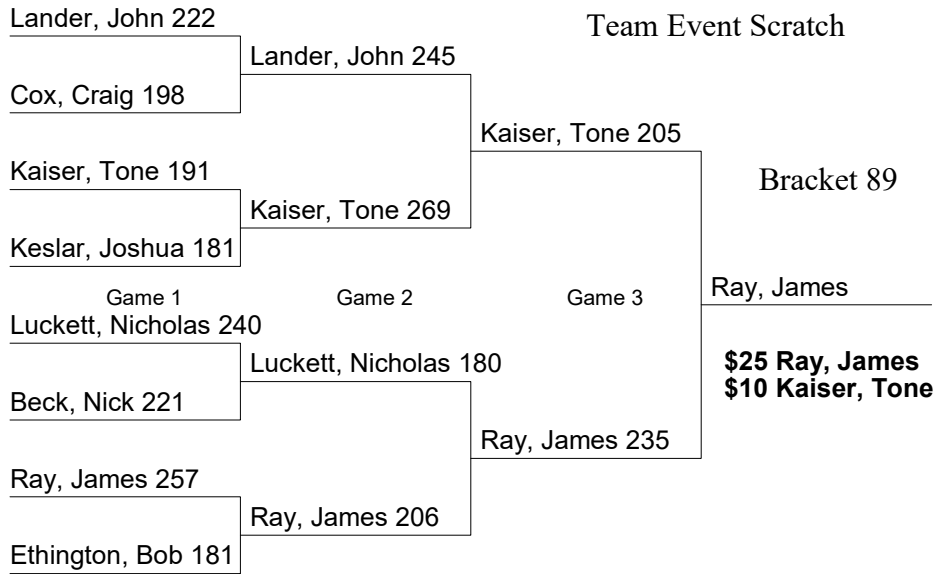 Lander, John 222
Team Event Scratch
Lander, John 245
Cox, Craig 198
Kaiser, Tone 205
Kaiser, Tone 191
Bracket 89
Kaiser, Tone 269
Keslar, Joshua 181
Game 1
Game 2
Game 3
Ray, James
Luckett, Nicholas 240
Luckett, Nicholas 180
$25 Ray, James
$10 Kaiser, Tone
Beck, Nick 221
Ray, James 235
Ray, James 257
Ray, James 206
Ethington, Bob 181